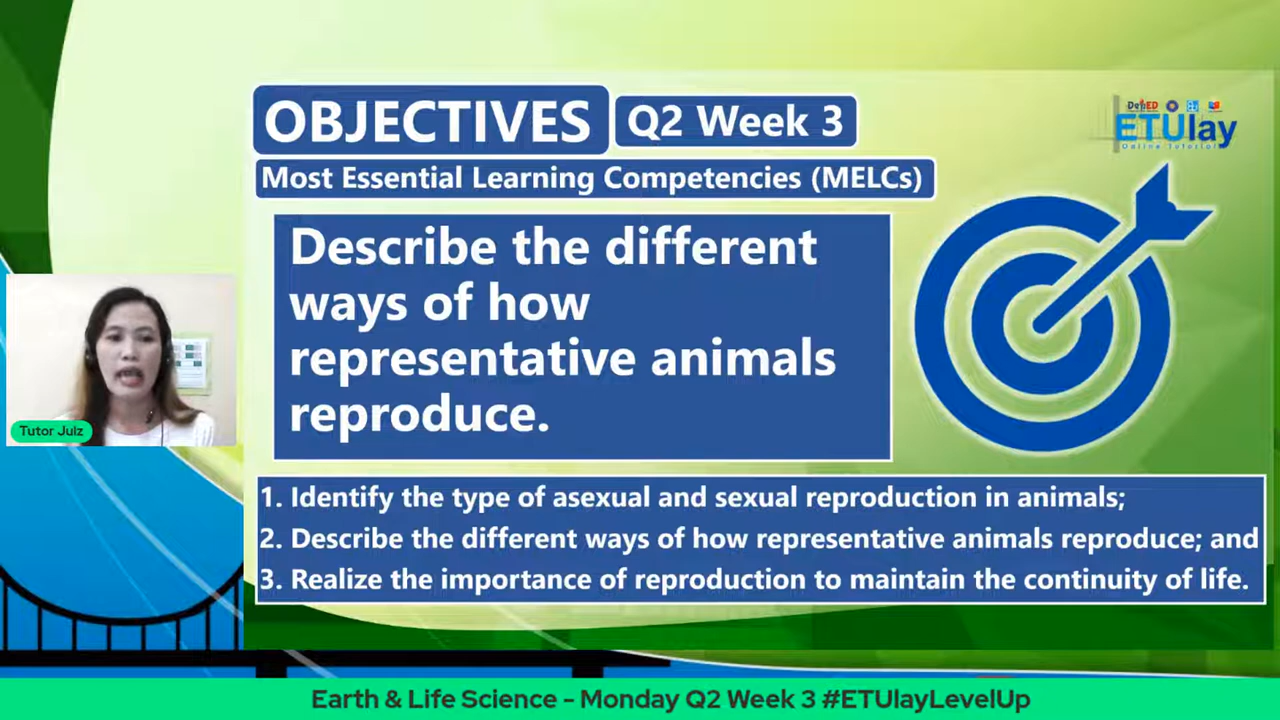 OBJECTIVES
Q2 Week 3
Most Essential Learning Competencies (MELCs)
DepED
ETUlay
Online Tutorial
Describe the different
ways of how
representative animals
reproduce.
Tutor Julz
1. Identify the type of asexual and sexual reproduction in animals;
2. Describe the different ways of how representative animals reproduce; and
3. Realize the importance of reproduction to maintain the continuity of life.
Earth & Life Science - Monday Q2 Week 3 #ETUlayLevelUp